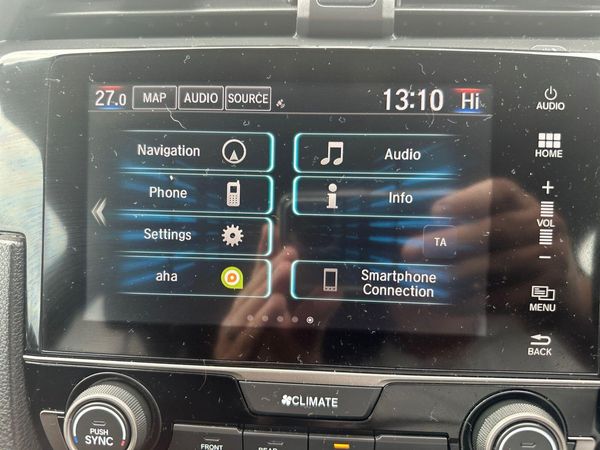 27.0 MAP AUDIO SOURCE 13:10 Hi
AUDIO
Navigation
Audio
HOME
Phone
Info
+
VOL
-
Settings
TA
aha
Smartphone
Connection
MENU
BACK
CLIMATE
PUSH
SYNC
FRONT
REAR